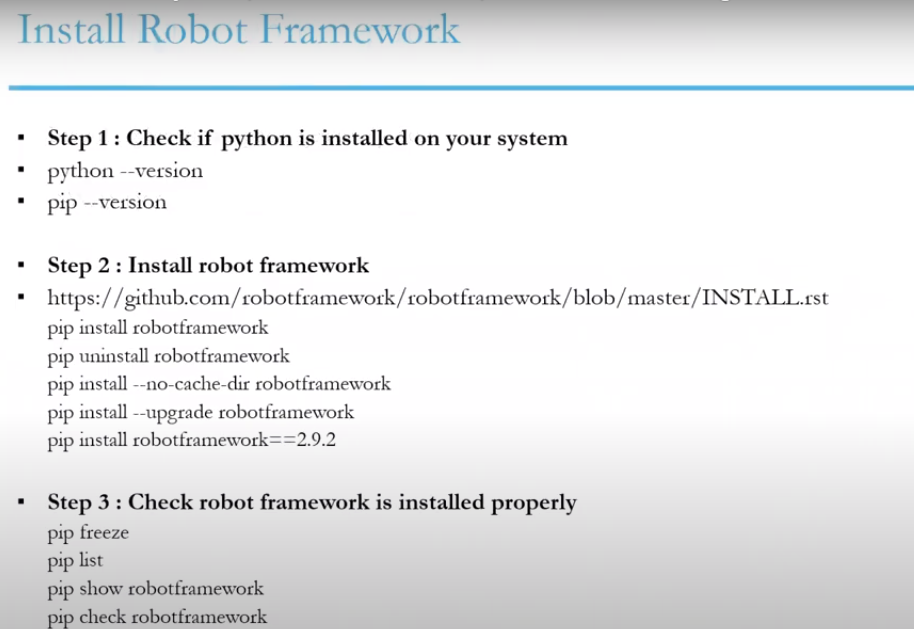 Install Robot Framework
▪ Step 1 : Check if python is installed on your system
▪ python --version
▪ pip --version
▪ Step 2 : Install robot framework
▪ https://github.com/robotframework/robotframework/blob/master/INSTALL.rst
pip install robotframework
pip uninstall robotframework
pip install --no-cache-dir robotframework
pip install --upgrade robotframework
pip install robotframework==2.9.2
▪ Step 3 : Check robot framework is installed properly
pip freeze
pip list
pip show robotframework
pip check robotframework